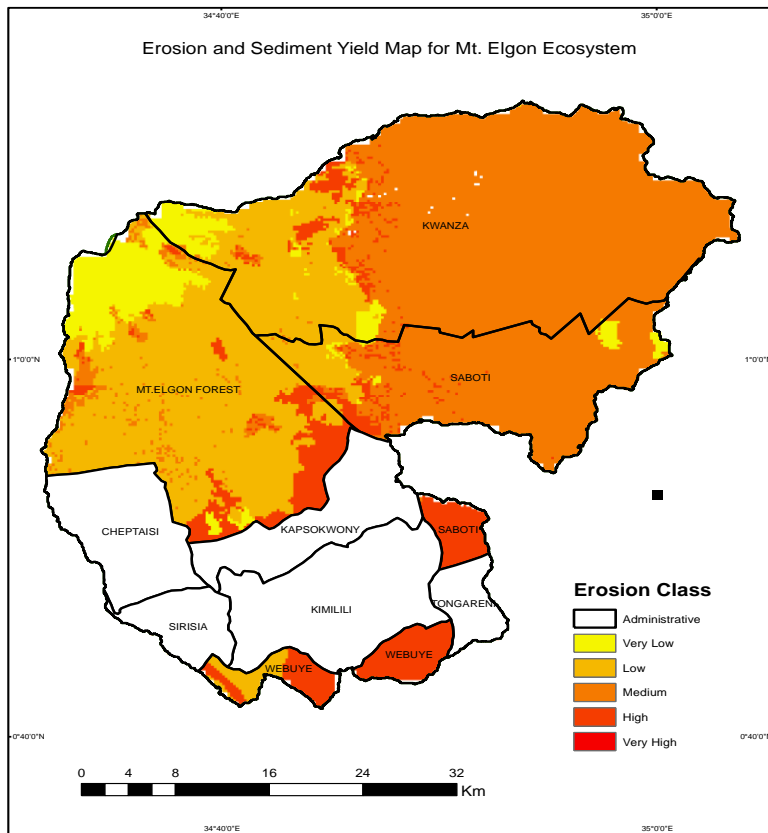 34°40'0"E 35°0'0"E
Erosion and Sediment Yield Map for Mt. Elgon Ecosystem
KWANZA
1°0'0"N 1°0'0"N
SABOTI
MT.ELGON FOREST
CHEPTAISI
KAPSOKWONY
SABOTI
TONGAREN
KIMILILI
SIRISIA
WEBUYE
WEBUYE
Erosion Class
Administrative
Very Low
Low
Medium
High
Very High
0°40'0"N 0°40'0"N
0 4 8 16 24 32
Km
34°40'0"E 35°0'0"E